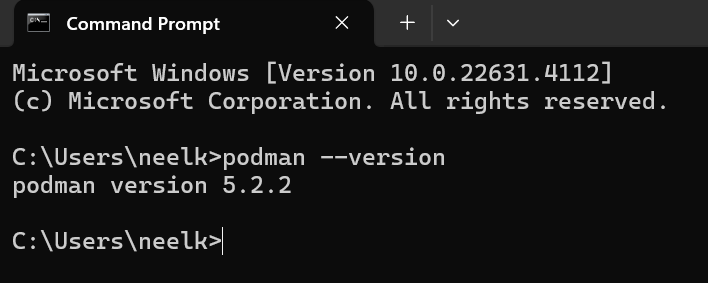 Command Prompt
Microsoft Windows [Version 10.0.22631.4112]
(c) Microsoft Corporation. All rights reserved.
C:\Users\neelk>podman --version
podman version 5.2.2
C:\Users\neelk>